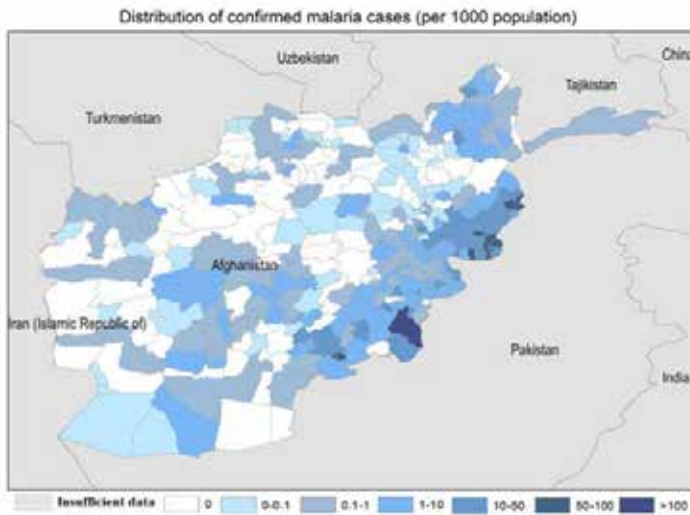 Distribution of confirmed malaria cases (per 1000 population)
Uzbekistan
China
Tajikistan
Turkmenistan
Afghanistan
Iran (Islamic Republic of)
Pakistan
India
Insufficient data 0 0-0.1 0.1-1 1-10 10-50 50-100 >100